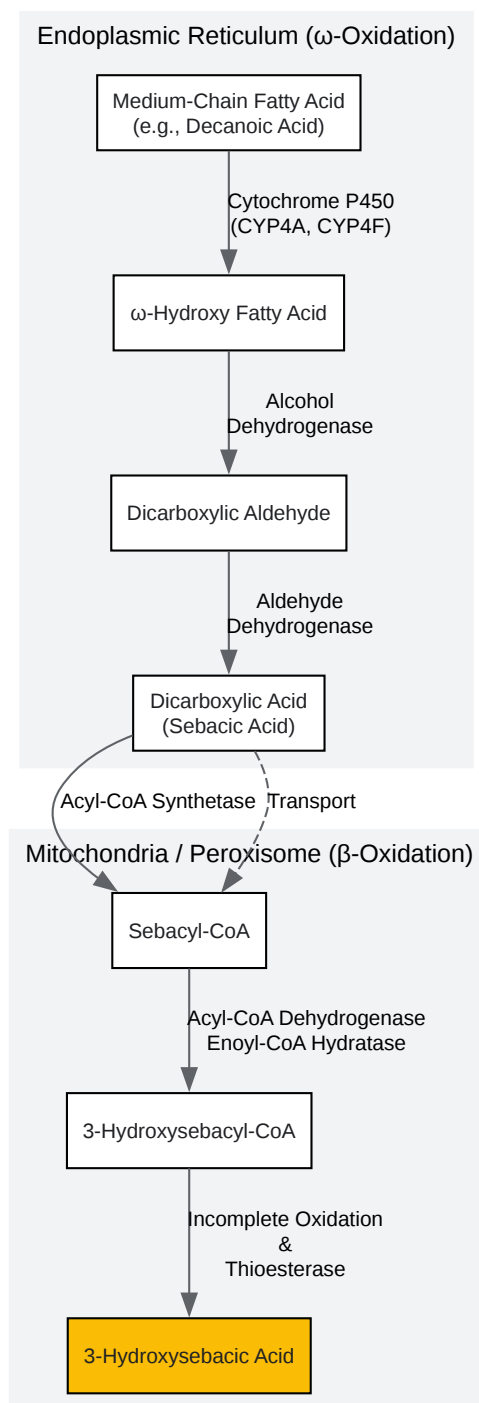 Endoplasmic Reticulum (ω-Oxidation)
Medium-Chain Fatty Acid
(e.g., Decanoic Acid)
Cytochrome P450
(CYP4A, CYP4F)
ω-Hydroxy Fatty Acid
Alcohol
Dehydrogenase
Dicarboxylic Aldehyde
Aldehyde
Dehydrogenase
Dicarboxylic Acid
(Sebacic Acid)
Acyl-CoA Synthetase
Transport
Mitochondria / Peroxisome (β-Oxidation)
Sebacyl-CoA
Acyl-CoA Dehydrogenase
Enoyl-CoA Hydratase
3-Hydroxysebacyl-CoA
Incomplete Oxidation
&
Thioesterase
3-Hydroxysebacic Acid